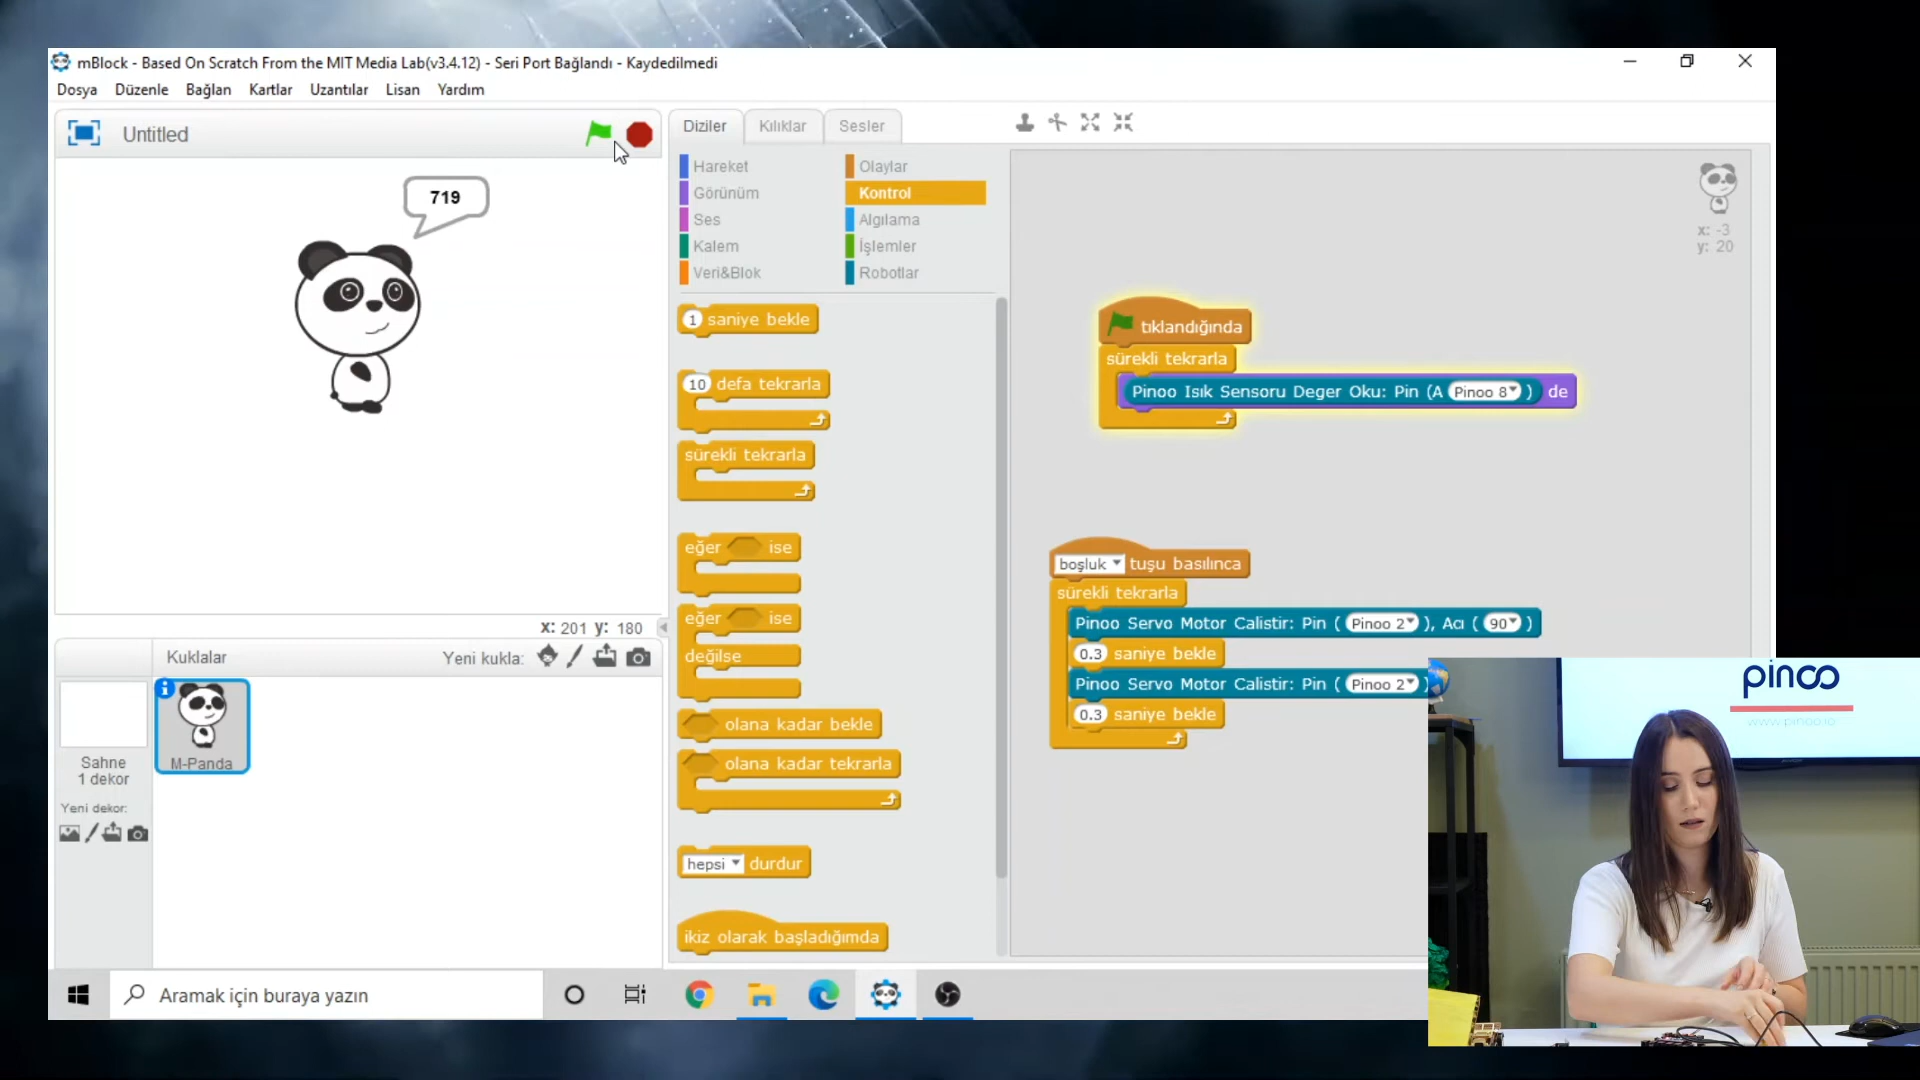 mBlock - Based On Scratch From the MIT Media Lab(v3.4.12) - Seri Port Bağlandı - Kaydedilmedi
Dosya Düzenle Bağlan Kartlar Uzantılar Lisan Yardım
Untitled
719
x: 201 y: 180
Kuklalar
Yeni kukla:
Sahne
1 dekor
Yeni dekor:
M-Panda
Diziler Kılıklar Sesler
Hareket
Görünüm
Ses
Kalem
Veri&Blok
Olaylar
Kontrol
Algılama
İşlemler
Robotlar
1 saniye bekle
10 defa tekrarla
sürekli tekrarla
eğer ise
eğer ise
değilse
olana kadar bekle
olana kadar tekrarla
hepsi durdur
ikiz olarak başladığımda
x: -3
y: 20
tıklandığında
sürekli tekrarla
Pinoo Isık Sensoru Deger Oku: Pin (A Pinoo 8 ) de
boşluk tuşu basılınca
sürekli tekrarla
Pinoo Servo Motor Calistir: Pin ( Pinoo 2 ), Acı ( 90 )
0.3 saniye bekle
Pinoo Servo Motor Calistir: Pin ( Pinoo 2 )
0.3 saniye bekle
pinoo
www.pinoo.io
Aramak için buraya yazın